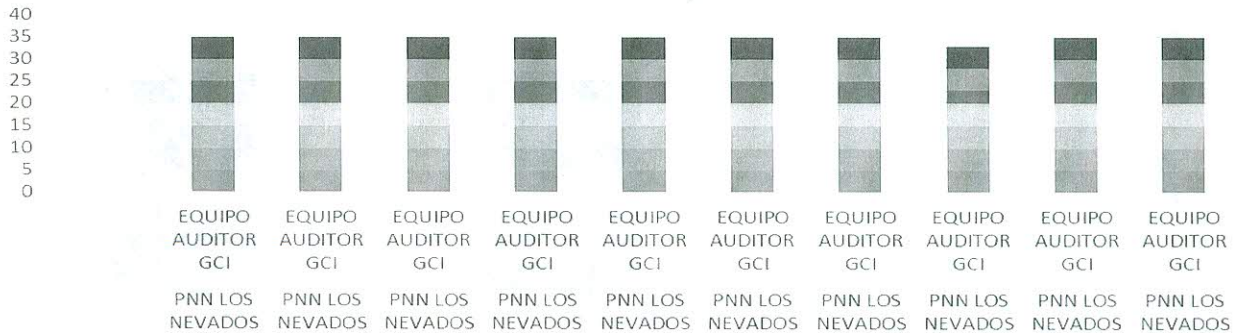 40
35
30
25
20
15
10
5
0
EQUIPO EQUIPO EQUIPO EQUIPO EQUIPO EQUIPO EQUIPO EQUIPO EQUIPO EQUIPO
AUDITOR AUDITOR AUDITOR AUDITOR AUDITOR AUDITOR AUDITOR AUDITOR AUDITOR AUDITOR
GCI GCI GCI GCI GCI GCI GCI GCI GCI GCI
PNN LOS PNN LOS PNN LOS PNN LOS PNN LOS PNN LOS PNN LOS PNN LOS PNN LOS PNN LOS
NEVADOS NEVADOS NEVADOS NEVADOS NEVADOS NEVADOS NEVADOS NEVADOS NEVADOS NEVADOS